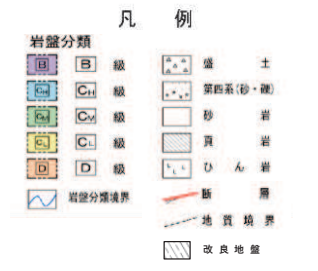 凡 例
岩盤分類
B B 級
CH CH 級
CM CM 級
CL CL 級
D D 級
岩盤分類境界
盛 土
第四系(砂・礫)
砂 岩
頁 岩
ひ ん 岩
断 層
地 質 境 界
改 良 地 盤